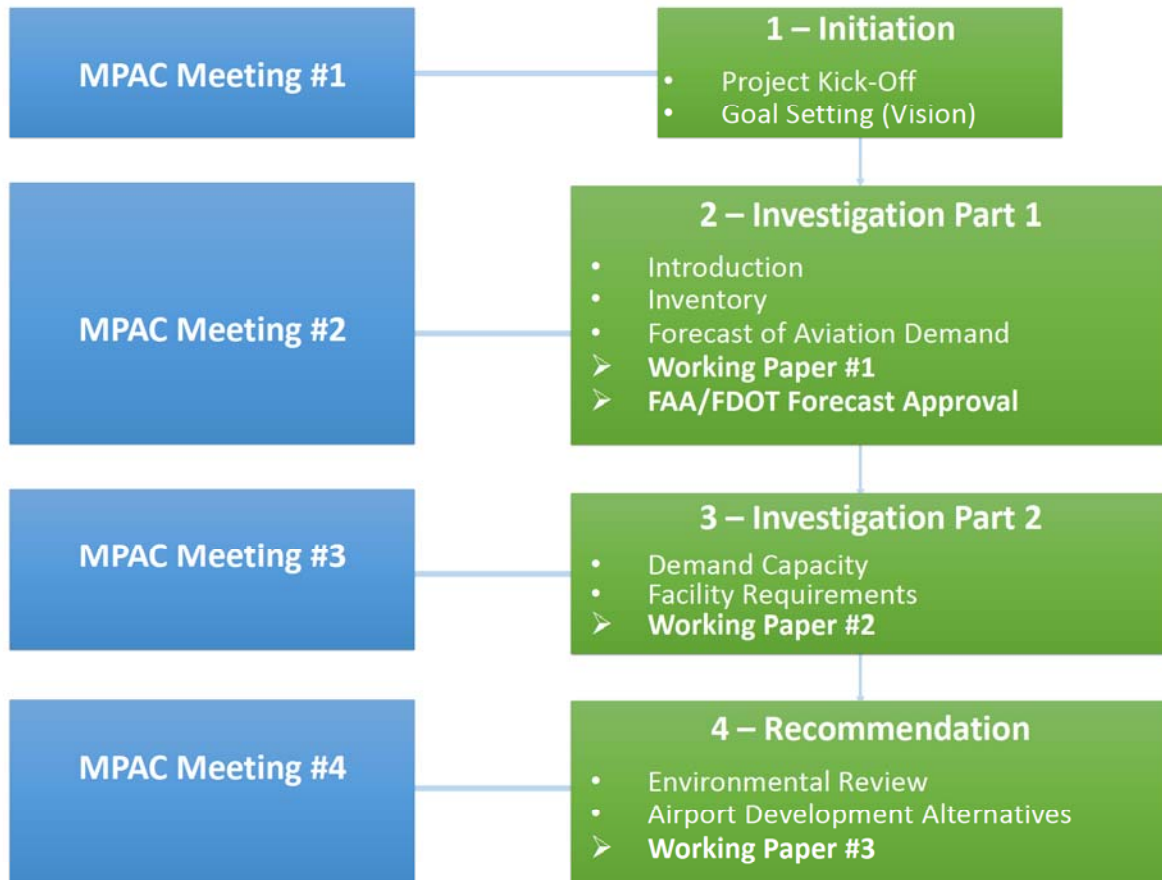 MPAC Meeting #1
1 – Initiation
• Project Kick-Off
• Goal Setting (Vision)
MPAC Meeting #2
2 – Investigation Part 1
• Introduction
• Inventory
• Forecast of Aviation Demand
➢ Working Paper #1
➢ FAA/FDOT Forecast Approval
MPAC Meeting #3
3 – Investigation Part 2
• Demand Capacity
• Facility Requirements
➢ Working Paper #2
MPAC Meeting #4
4 – Recommendation
• Environmental Review
• Airport Development Alternatives
➢ Working Paper #3